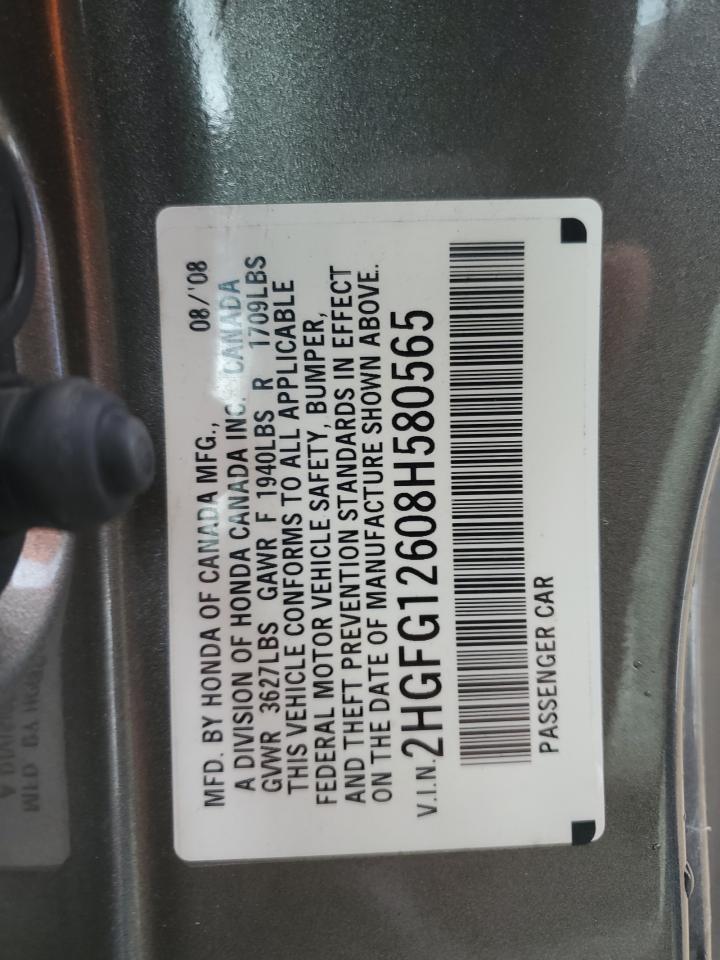 MFD. BY HONDA OF CANADA MFG., 08/'08
A DIVISION OF HONDA CANADA INC. CANADA
GVWR 3627LBS GAWR F 1940LBS R 1709LBS
THIS VEHICLE CONFORMS TO ALL APPLICABLE
FEDERAL MOTOR VEHICLE SAFETY, BUMPER,
AND THEFT PREVENTION STANDARDS IN EFFECT
ON THE DATE OF MANUFACTURE SHOWN ABOVE.
V.I.N. 2HGFG12608H580565
PASSENGER CAR